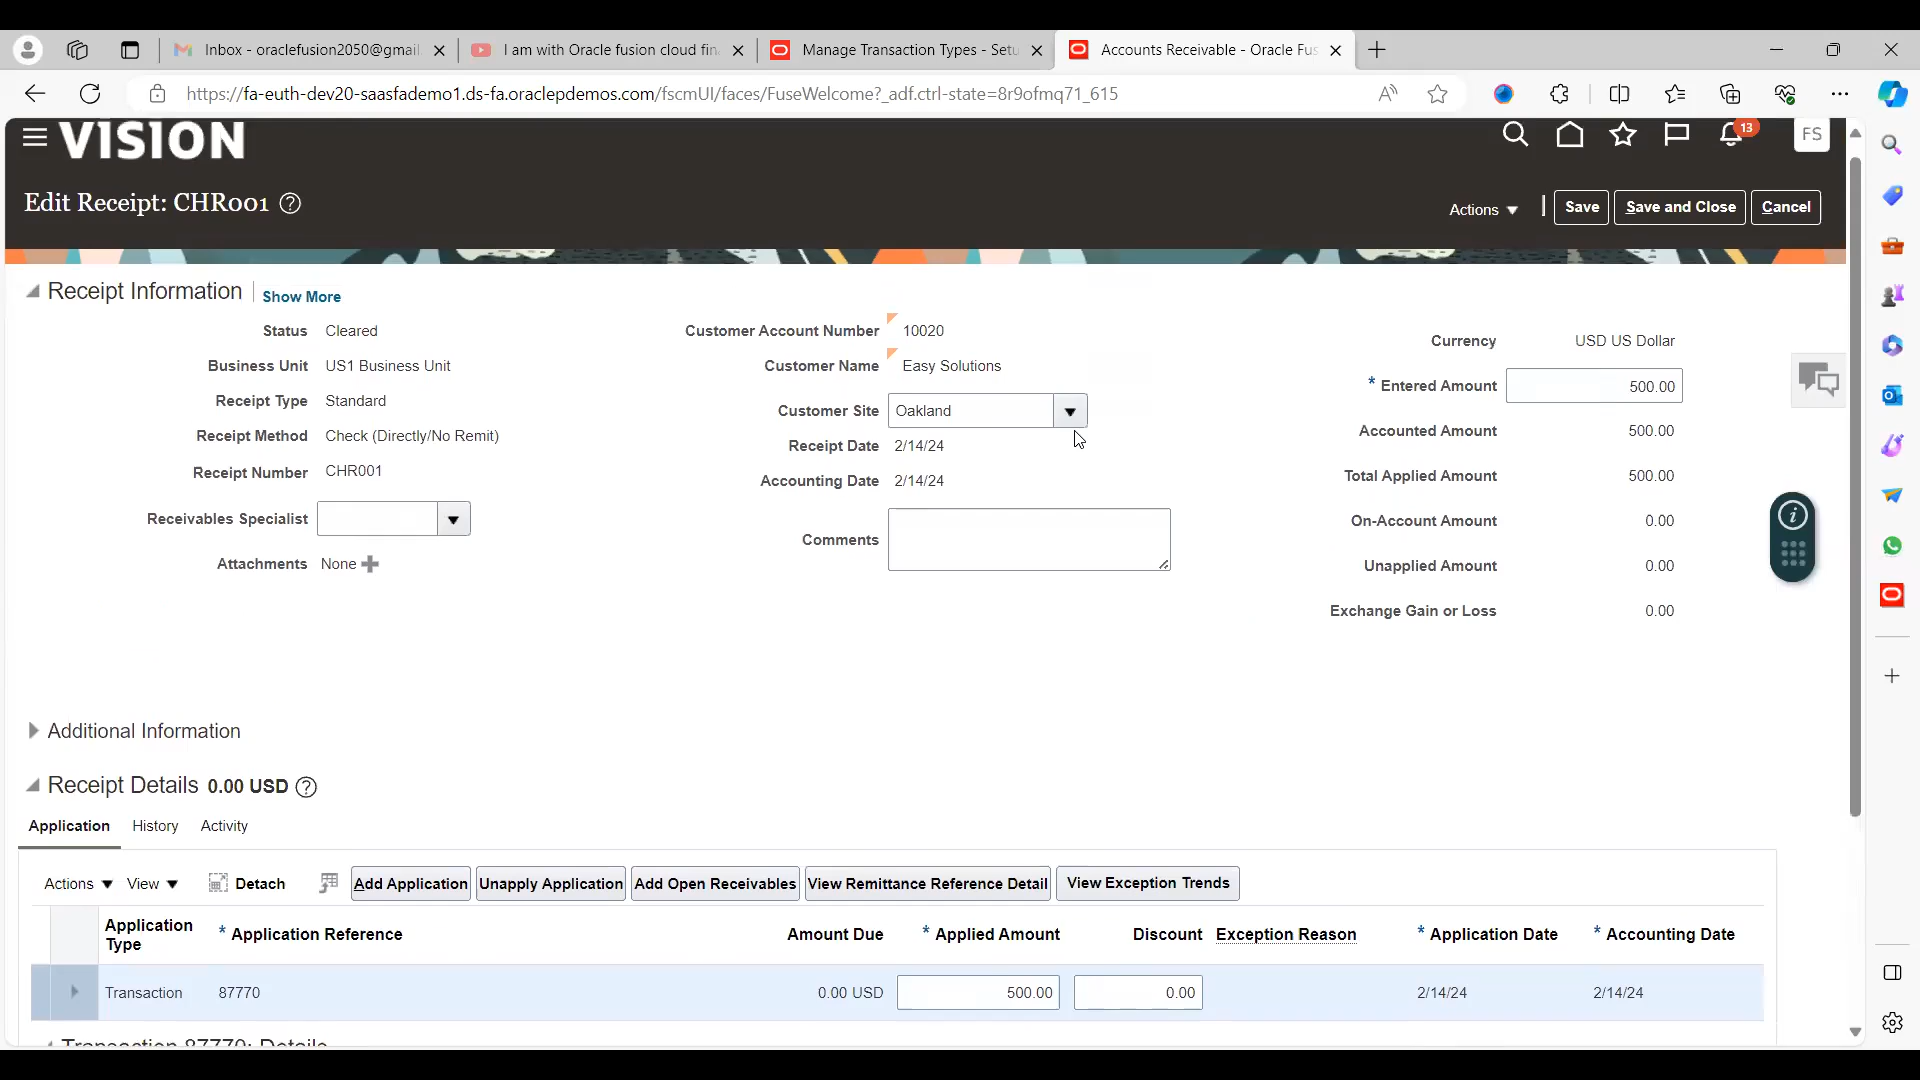 Inbox - oraclefusion2050@gmail
I am with Oracle fusion cloud fin
Manage Transaction Types - Setu
Accounts Receivable - Oracle Fus
https://fa-euth-dev20-saasfademo1.ds-fa.oraclepdemos.com/fscmUI/faces/FuseWelcome?_adf.ctrl-state=8r9ofmq71_615
VISION
13
FS
Edit Receipt: CHR001
Actions
Save
Save and Close
Cancel
Receipt Information
Show More
Status Cleared
Business Unit US1 Business Unit
Receipt Type Standard
Receipt Method Check (Directly/No Remit)
Receipt Number CHR001
Receivables Specialist
Attachments None
Customer Account Number 10020
Customer Name Easy Solutions
Customer Site Oakland
Receipt Date 2/14/24
Accounting Date 2/14/24
Comments
Currency USD US Dollar
* Entered Amount 500.00
Accounted Amount 500.00
Total Applied Amount 500.00
On-Account Amount 0.00
Unapplied Amount 0.00
Exchange Gain or Loss 0.00
Additional Information
Receipt Details 0.00 USD
Application History Activity
Actions View Detach Add Application Unapply Application Add Open Receivables View Remittance Reference Detail View Exception Trends
Application Type * Application Reference Amount Due * Applied Amount Discount Exception Reason * Application Date * Accounting Date
Transaction 87770 0.00 USD 500.00 0.00 2/14/24 2/14/24
Transaction 87770: Details